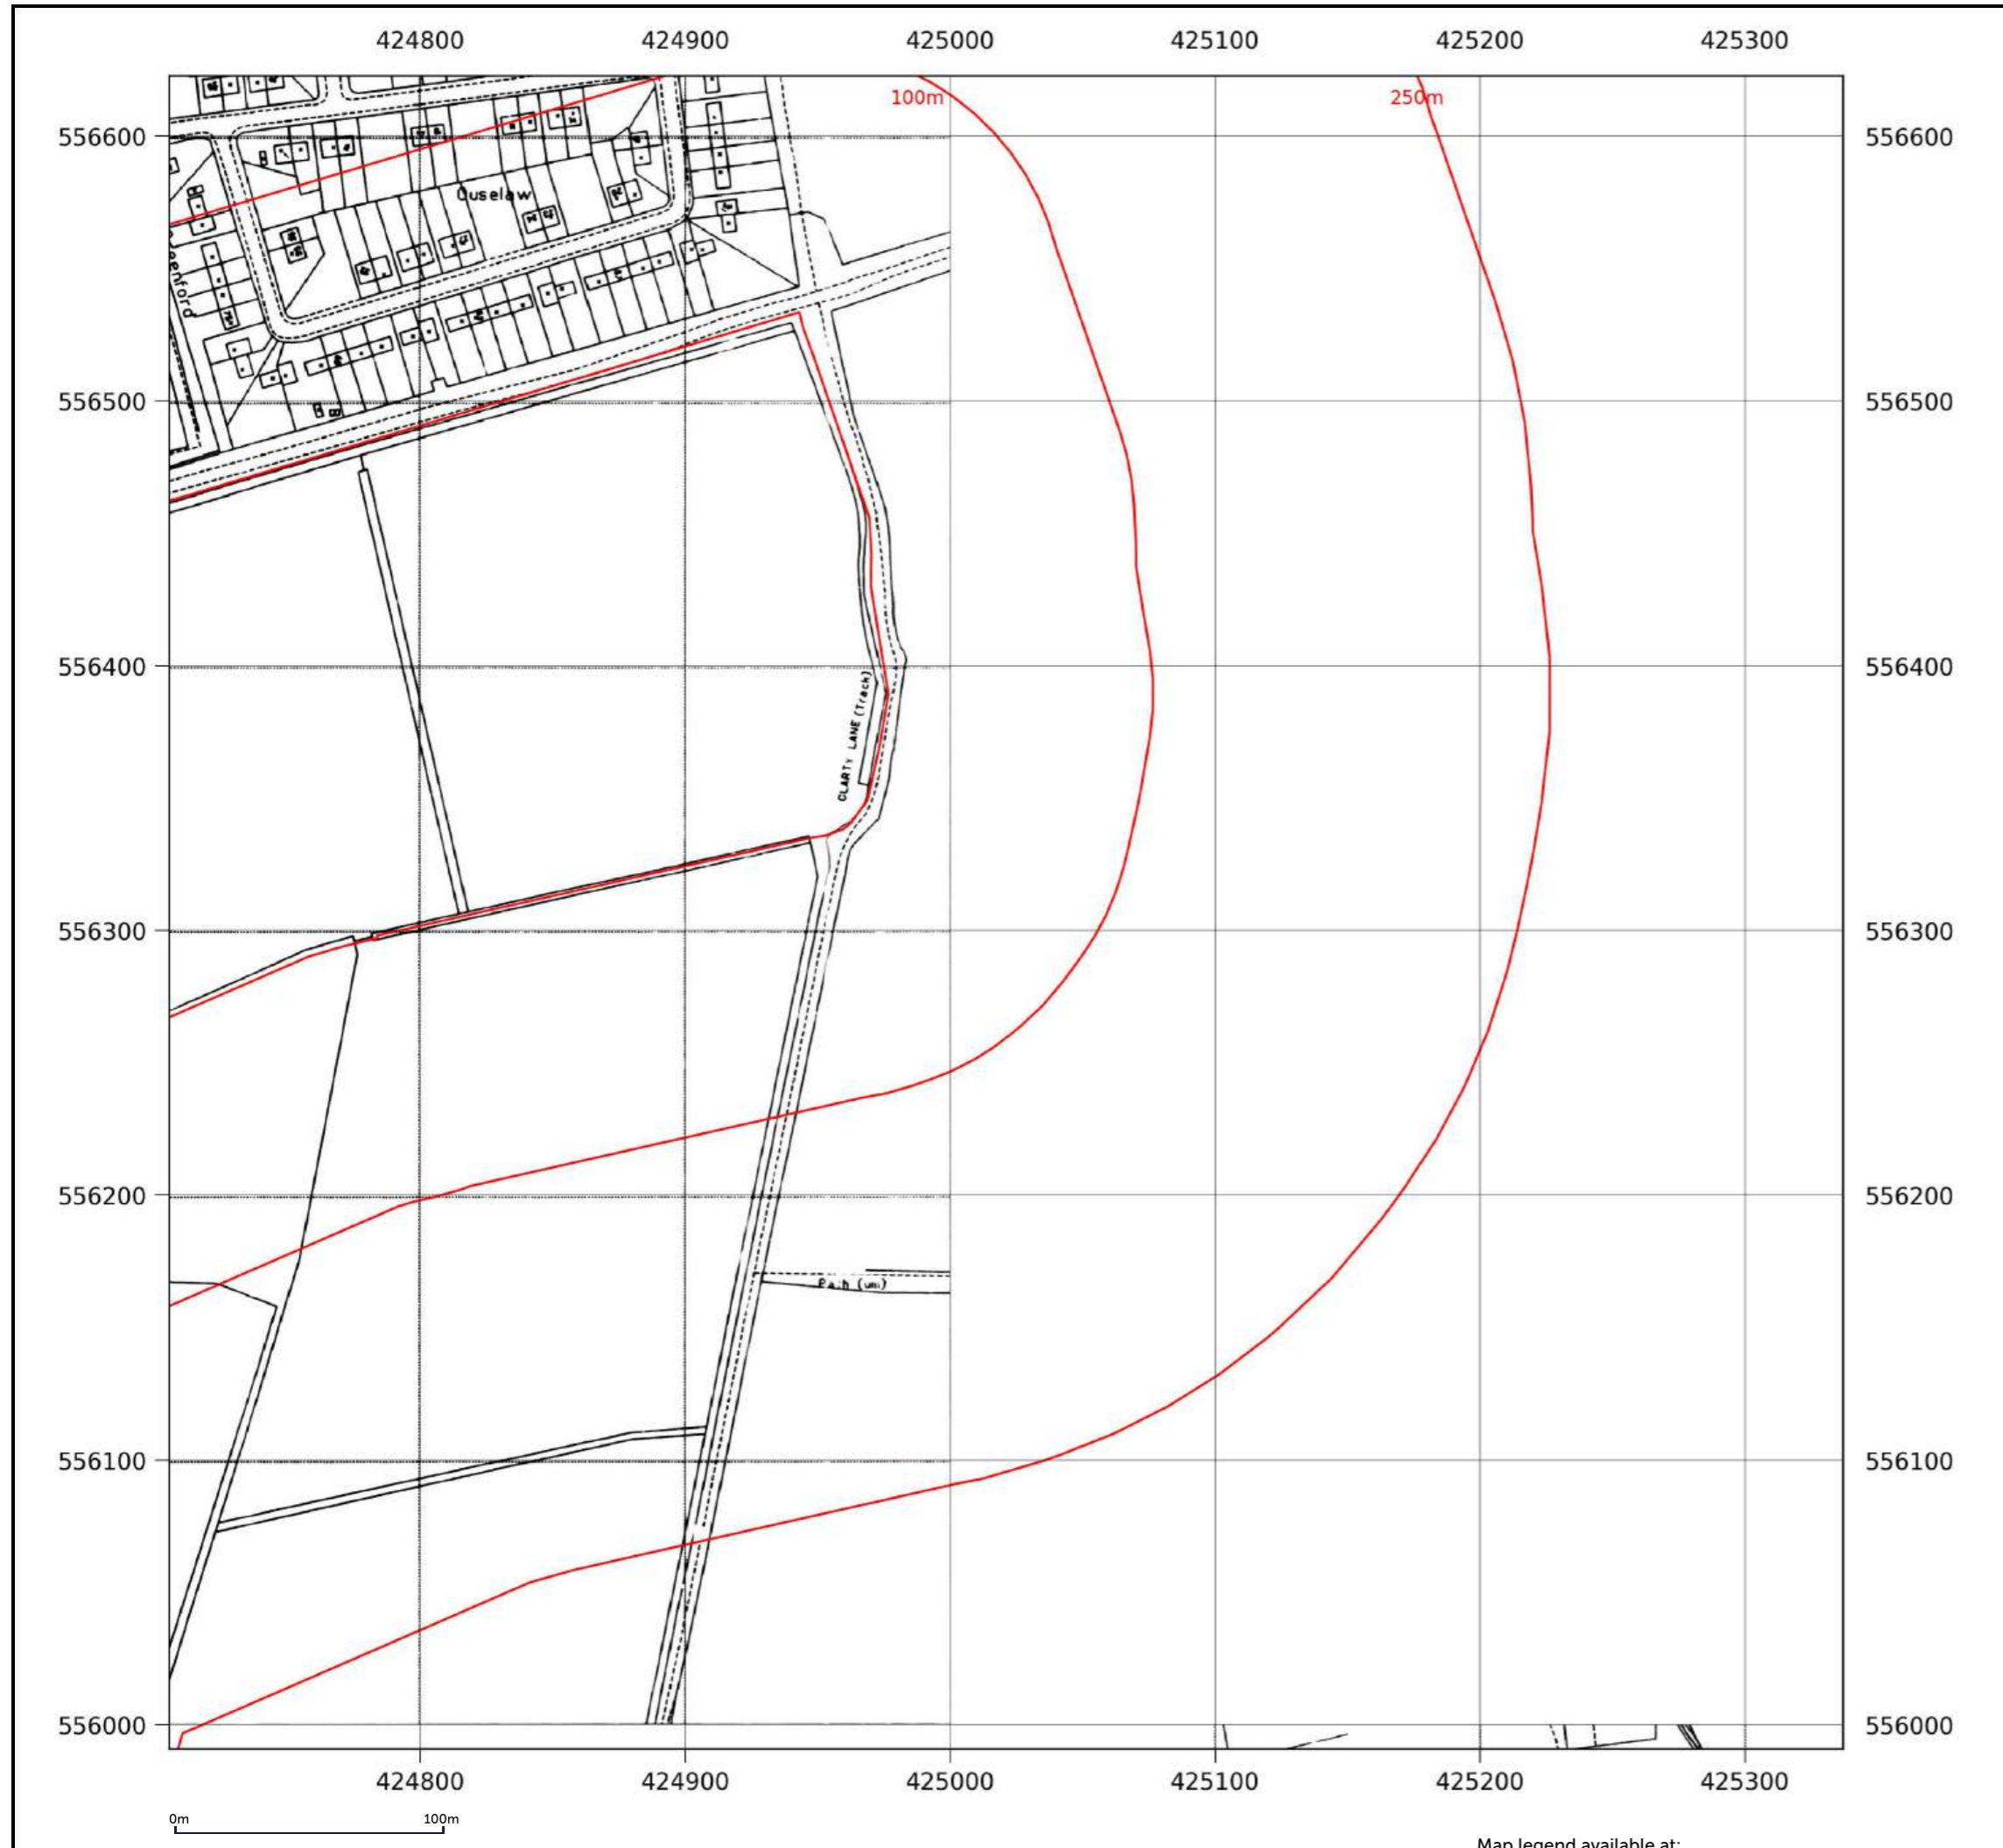 424800 424900 425000 425100 425200 425300
100m 250m
556600 556600
Ouselaw
556500 556500
556400 556400
CLARTY LANE (Track)
556300 556300
556200 556200
Path (um)
556100 556100
556000 556000
424800 424900 425000 425100 425200 425300
0m 100m
Map legend available at: